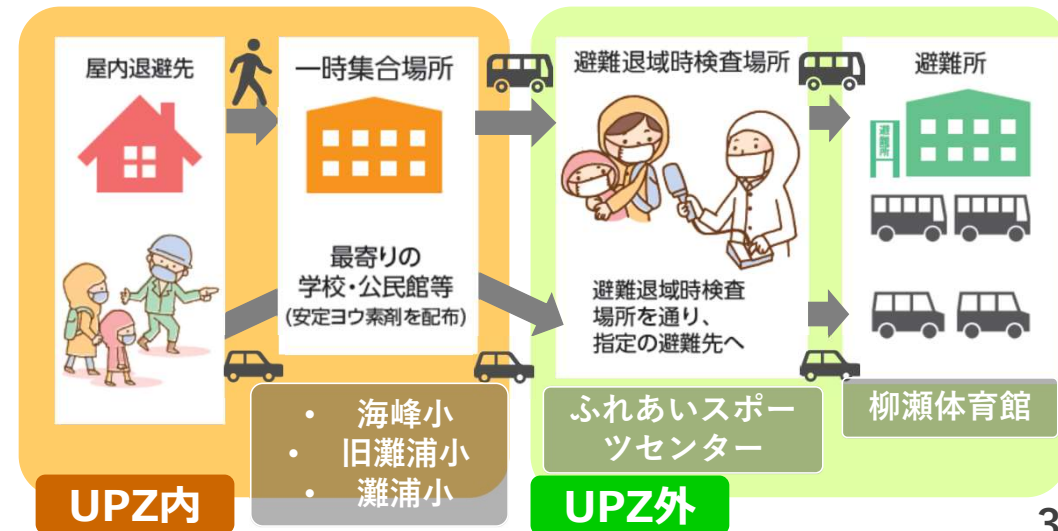 屋内退避先
一時集合場所
最寄りの
学校・公民館等
(安定ヨウ素剤を配布)
• 海峰小
• 旧灘浦小
• 灘浦小
UPZ内
避難退域時検査場所
避難退域時検査
場所を通り、
指定の避難先へ
ふれあいスポー
ツセンター
避難所
避難所
柳瀬体育館
UPZ外
3